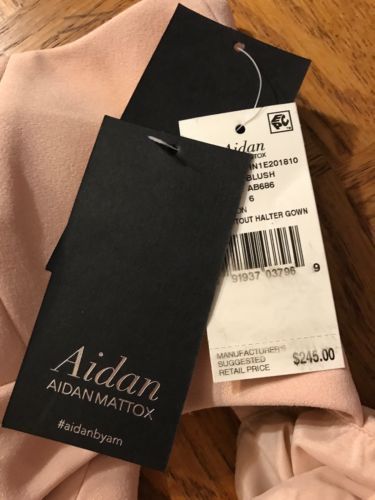 Aidan
MATTOX
N1E201810
BLUSH
AB686
6
TOUT HALTER GOWN
91937 03796 9
MANUFACTURER'S
SUGGESTED
RETAIL PRICE
$245.00
Aidan
AIDAN MATTOX
#aidanbyam